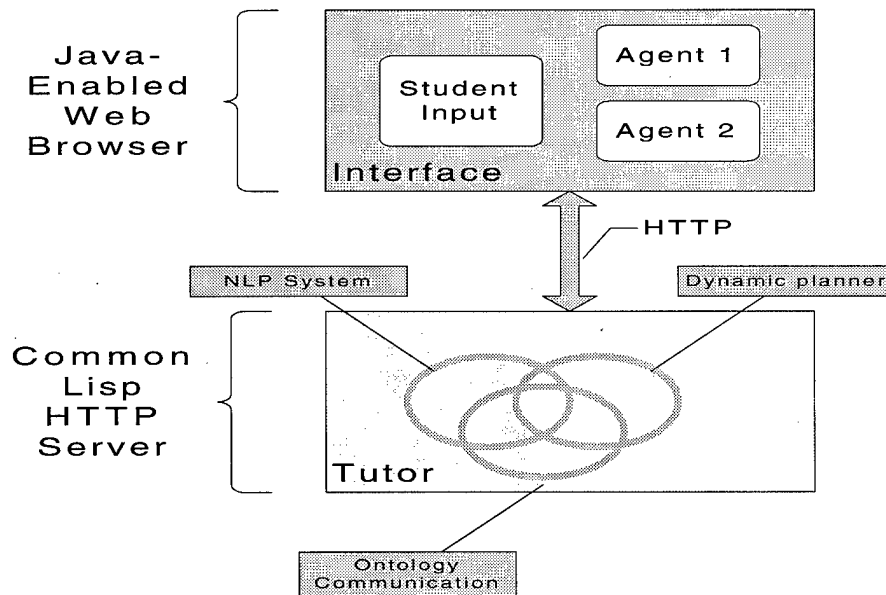 Java-
Enabled
Web
Browser
Student
Input
Agent 1
Agent 2
Interface
HTTP
NLP System
Dynamic planner
Common
Lisp
HTTP
Server
Tutor
Ontology
Communication